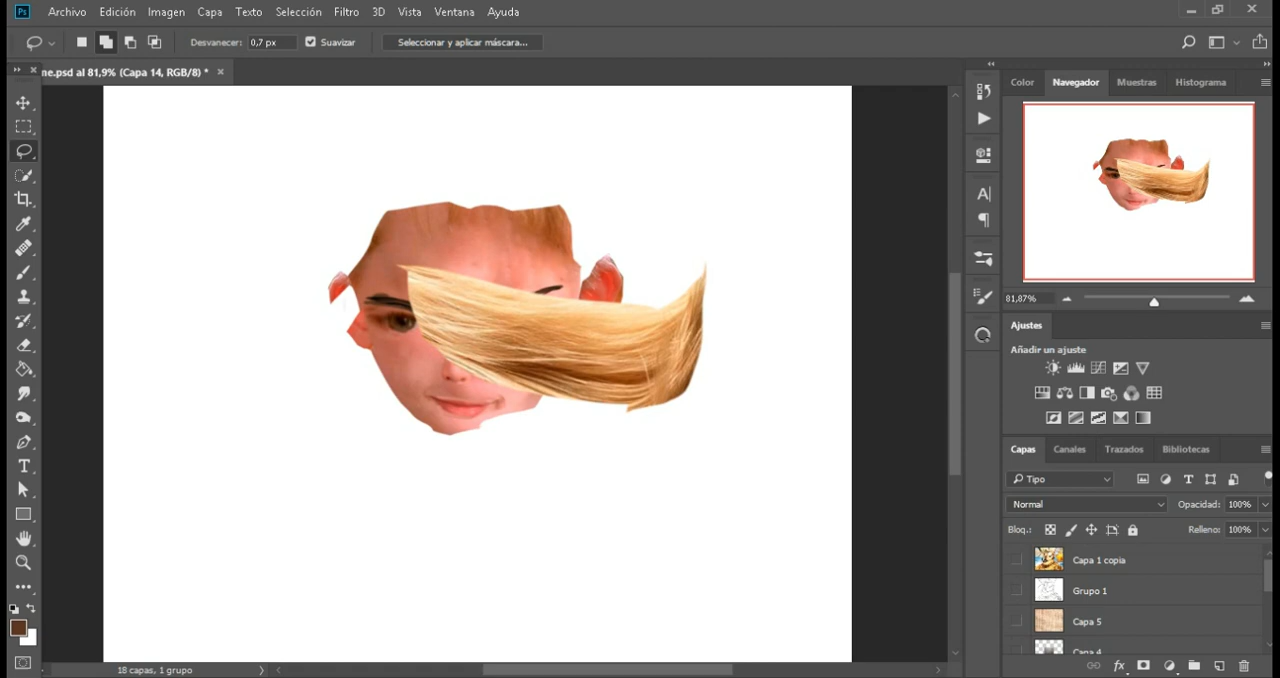 Ps Archivo Edición Imagen Capa Texto Selección Filtro 3D Vista Ventana Ayuda
Desvanecer: 0,7 px Suavizar Seleccionar y aplicar máscara...
ne.psd al 81,9% (Capa 14, RGB/8) * ×
Color Navegador Muestras Histograma
81,87%
Ajustes
Añadir un ajuste
Capas Canales Trazados Bibliotecas
Tipo
Normal Opacidad: 100%
Bloq.: Relleno: 100%
Capa 1 copia
Grupo 1
Capa 5
Capa 4
18 capas, 1 grupo